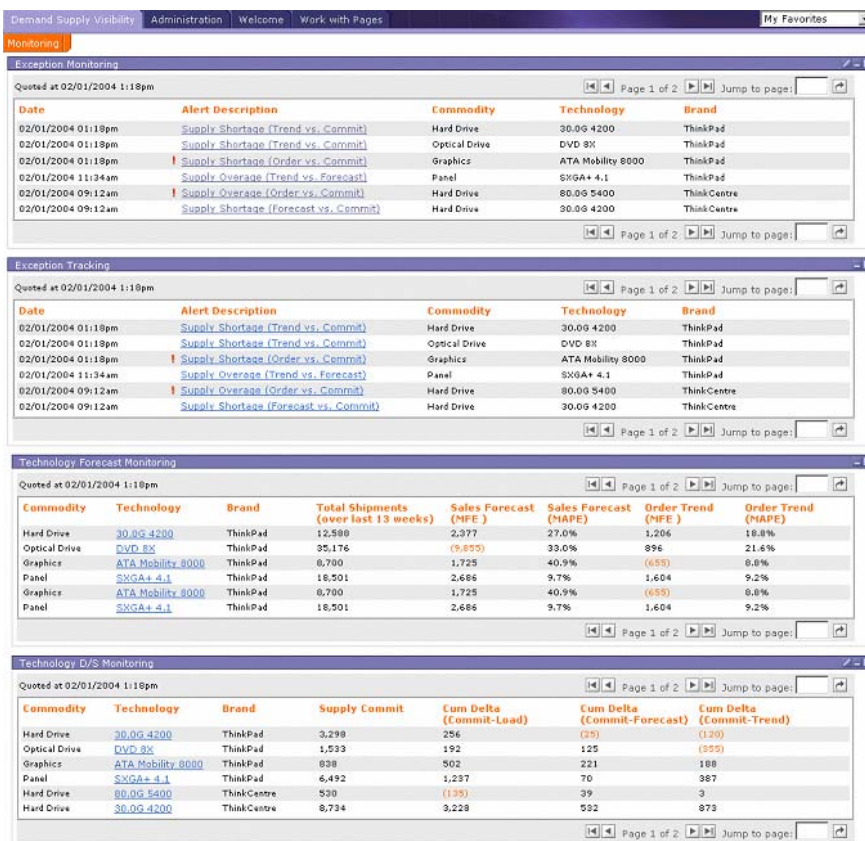 Demand Supply Visibility Administration Welcome Work with Pages My Favorites
Monitoring
Exception Monitoring
Quoted at 02/01/2004 1:18pm Page 1 of 2 Jump to page:
Date Alert Description Commodity Technology Brand
02/01/2004 01:18pm Supply Shortage (Trend vs. Commit) Hard Drive 30.0G 4200 ThinkPad
02/01/2004 01:18pm Supply Shortage (Trend vs. Commit) Optical Drive DVD 8X ThinkPad
02/01/2004 01:18pm ! Supply Shortage (Order vs. Commit) Graphics ATA Mobility 8000 ThinkPad
02/01/2004 11:34am Supply Overage (Trend vs. Forecast) Panel SXGA+ 4.1 ThinkPad
02/01/2004 09:12am ! Supply Overage (Order vs. Commit) Hard Drive 80.0G 5400 ThinkCentre
02/01/2004 09:12am Supply Shortage (Forecast vs. Commit) Hard Drive 30.0G 4200 ThinkCentre
Page 1 of 2 Jump to page:
Exception Tracking
Quoted at 02/01/2004 1:18pm Page 1 of 2 Jump to page:
Date Alert Description Commodity Technology Brand
02/01/2004 01:18pm Supply Shortage (Trend vs. Commit) Hard Drive 30.0G 4200 ThinkPad
02/01/2004 01:18pm Supply Shortage (Trend vs. Commit) Optical Drive DVD 8X ThinkPad
02/01/2004 01:18pm ! Supply Shortage (Order vs. Commit) Graphics ATA Mobility 8000 ThinkPad
02/01/2004 11:34am Supply Overage (Trend vs. Forecast) Panel SXGA+ 4.1 ThinkPad
02/01/2004 09:12am ! Supply Overage (Order vs. Commit) Hard Drive 80.0G 5400 ThinkCentre
02/01/2004 09:12am Supply Shortage (Forecast vs. Commit) Hard Drive 30.0G 4200 ThinkCentre
Page 1 of 2 Jump to page:
Technology Forecast Monitoring
Quoted at 02/01/2004 1:18pm Page 1 of 2 Jump to page:
Commodity Technology Brand Total Shipments Sales Forecast Sales Forecast Order Trend Order Trend
(over last 13 weeks) (MFE ) (MAPE) (MFE ) (MAPE)
Hard Drive 30.0G 4200 ThinkPad 12,588 2,377 27.0% 1,206 18.8%
Optical Drive DVD 8X ThinkPad 35,176 (9,855) 33.0% 896 21.6%
Graphics ATA Mobility 8000 ThinkPad 8,700 1,725 40.9% (655) 8.8%
Panel SXGA+ 4.1 ThinkPad 18,501 2,686 9.7% 1,604 9.2%
Graphics ATA Mobility 8000 ThinkPad 8,700 1,725 40.9% (655) 8.8%
Panel SXGA+ 4.1 ThinkPad 18,501 2,686 9.7% 1,604 9.2%
Page 1 of 2 Jump to page:
Technology D/S Monitoring
Quoted at 02/01/2004 1:18pm Page 1 of 2 Jump to page:
Commodity Technology Brand Supply Commit Cum Delta Cum Delta Cum Delta
(Commit-Load) (Commit-Forecast) (Commit-Trend)
Hard Drive 30.0G 4200 ThinkPad 3,298 256 (25) (120)
Optical Drive DVD 8X ThinkPad 1,533 192 125 (355)
Graphics ATA Mobility 8000 ThinkPad 838 502 221 188
Panel SXGA+ 4.1 ThinkPad 6,492 1,237 70 387
Hard Drive 80.0G 5400 ThinkCentre 530 (135) 39 3
Hard Drive 30.0G 4200 ThinkCentre 8,734 3,228 532 873
Page 1 of 2 Jump to page: